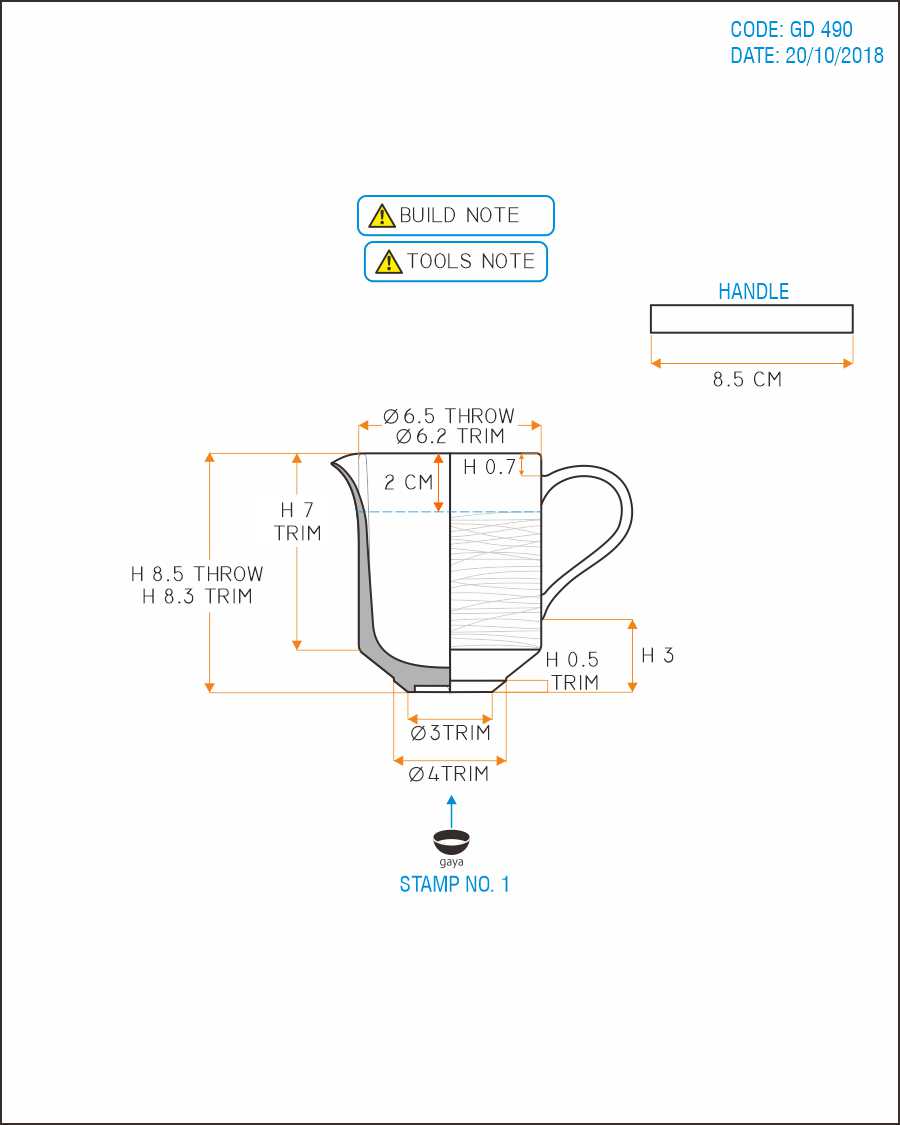 CODE: GD 490
DATE: 20/10/2018
BUILD NOTE
TOOLS NOTE
HANDLE
8.5 CM
Ø6.5 THROW
Ø6.2 TRIM
H 0.7
2 CM
H 7
TRIM
H 8.5 THROW
H 8.3 TRIM
H 0.5
TRIM
H 3
Ø3TRIM
Ø4TRIM
gaya
STAMP NO. 1